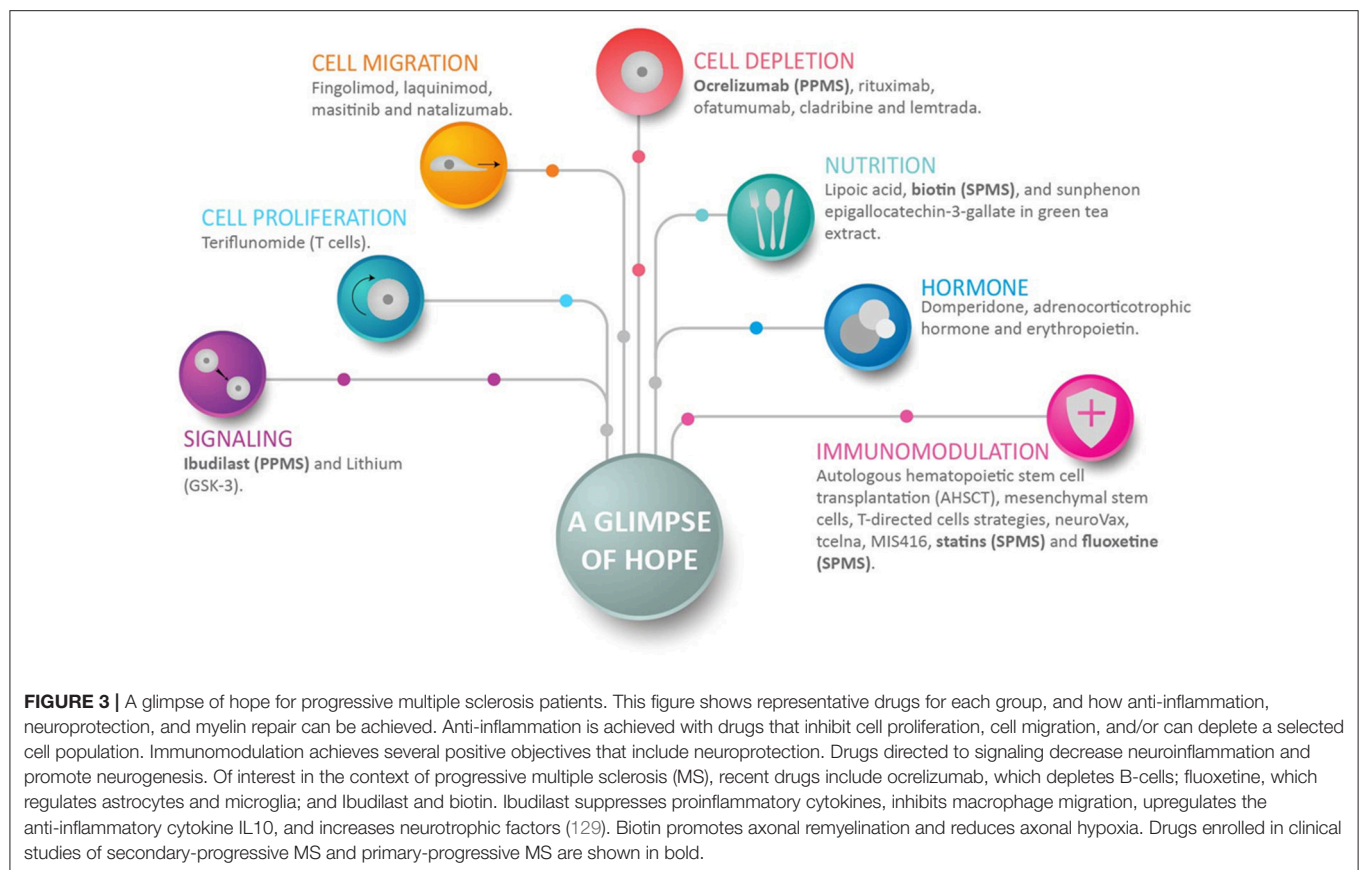 CELL MIGRATION
Fingolimod, laquinimod,
masitinib and natalizumab.
CELL DEPLETION
Ocrelizumab (PPMS), rituximab,
ofatumumab, cladribine and lemtrada.
NUTRITION
Lipoic acid, biotin (SPMS), and sunphenon
epigallocatechin-3-gallate in green tea
extract.
CELL PROLIFERATION
Teriflunomide (T cells).
HORMONE
Domperidone, adrenocorticotrophic
hormone and erythropoietin.
SIGNALING
Ibudilast (PPMS) and Lithium
(GSK-3).
IMMUNOMODULATION
Autologous hematopoietic stem cell
transplantation (AHSCT), mesenchymal stem
cells, T-directed cells strategies, neuroVax,
tcelna, MIS416, statins (SPMS) and fluoxetine
(SPMS).
A GLIMPSE
OF HOPE
FIGURE 3 | A glimpse of hope for progressive multiple sclerosis patients. This figure shows representative drugs for each group, and how anti-inflammation,
neuroprotection, and myelin repair can be achieved. Anti-inflammation is achieved with drugs that inhibit cell proliferation, cell migration, and/or can deplete a selected
cell population. Immunomodulation achieves several positive objectives that include neuroprotection. Drugs directed to signaling decrease neuroinflammation and
promote neurogenesis. Of interest in the context of progressive multiple sclerosis (MS), recent drugs include ocrelizumab, which depletes B-cells; fluoxetine, which
regulates astrocytes and microglia; and Ibudilast and biotin. Ibudilast suppresses proinflammatory cytokines, inhibits macrophage migration, upregulates the
anti-inflammatory cytokine IL10, and increases neurotrophic factors (129). Biotin promotes axonal remyelination and reduces axonal hypoxia. Drugs enrolled in clinical
studies of secondary-progressive MS and primary-progressive MS are shown in bold.